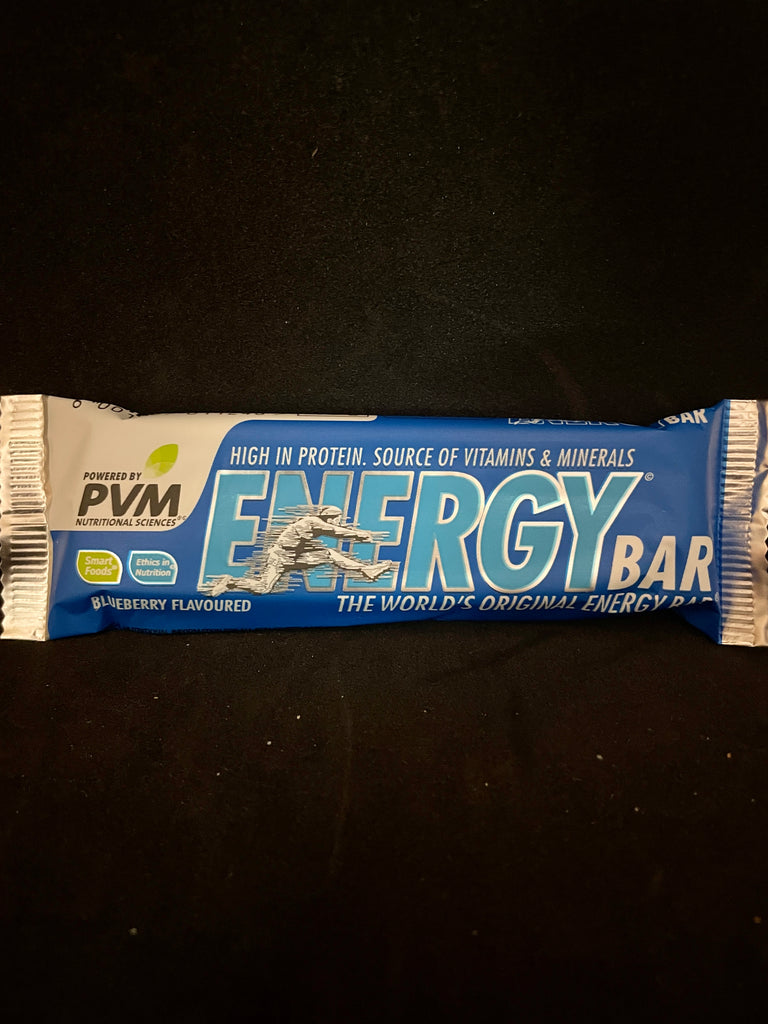 BAR
HIGH IN PROTEIN. SOURCE OF VITAMINS & MINERALS
POWERED BY
PVM
NUTRITIONAL SCIENCES
ENERGY©
BAR
Smart
Foods®
Ethics in
Nutrition
BLUEBERRY FLAVOURED
THE WORLD'S ORIGINAL ENERGY BAR